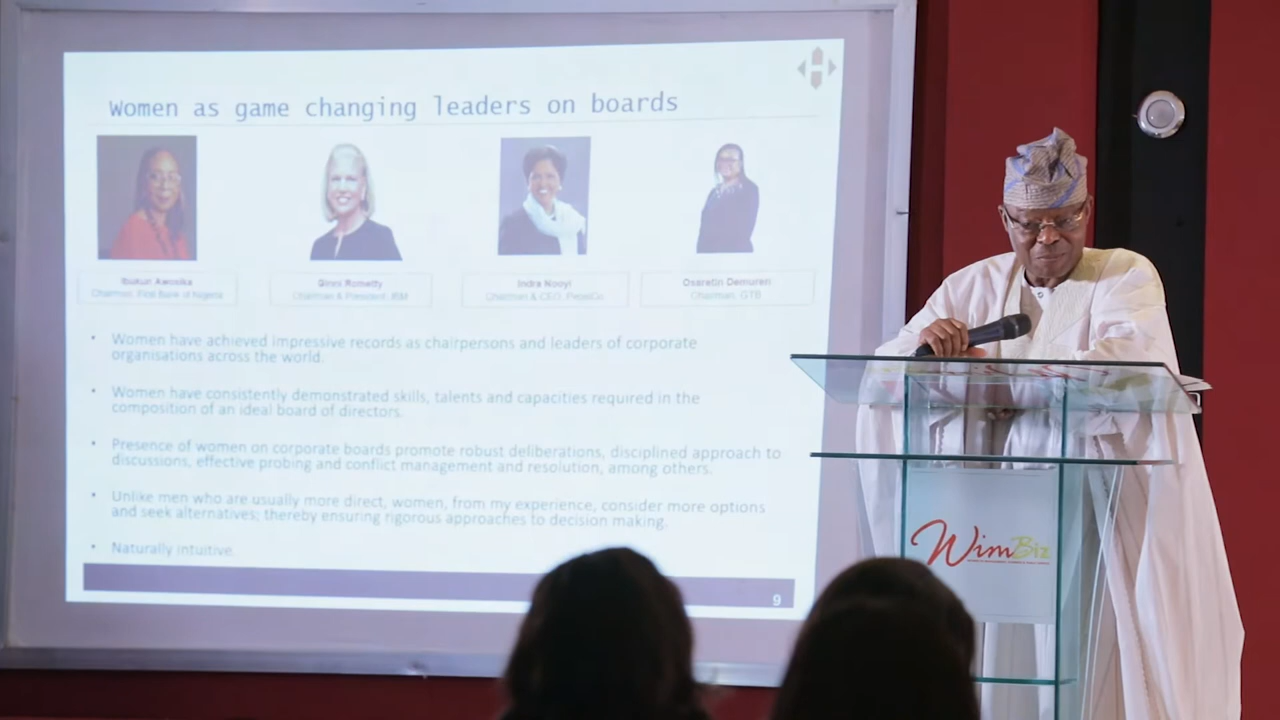 Women as game changing leaders on boards
Ibukun Awosika
Chairman, First Bank of Nigeria
Ginni Rometty
Chairman & President, IBM
Indra Nooyi
Chairman & CEO, PepsiCo
Osaretin Demuren
Chairman, GTB
• Women have achieved impressive records as chairpersons and leaders of corporate
organisations across the world.
• Women have consistently demonstrated skills, talents and capacities required in the
composition of an ideal board of directors.
• Presence of women on corporate boards promote robust deliberations, disciplined approach to
discussions, effective probing and conflict management and resolution, among others.
• Unlike men who are usually more direct, women, from my experience, consider more options
and seek alternatives; thereby ensuring rigorous approaches to decision making.
• Naturally intuitive.
9
WimBiz